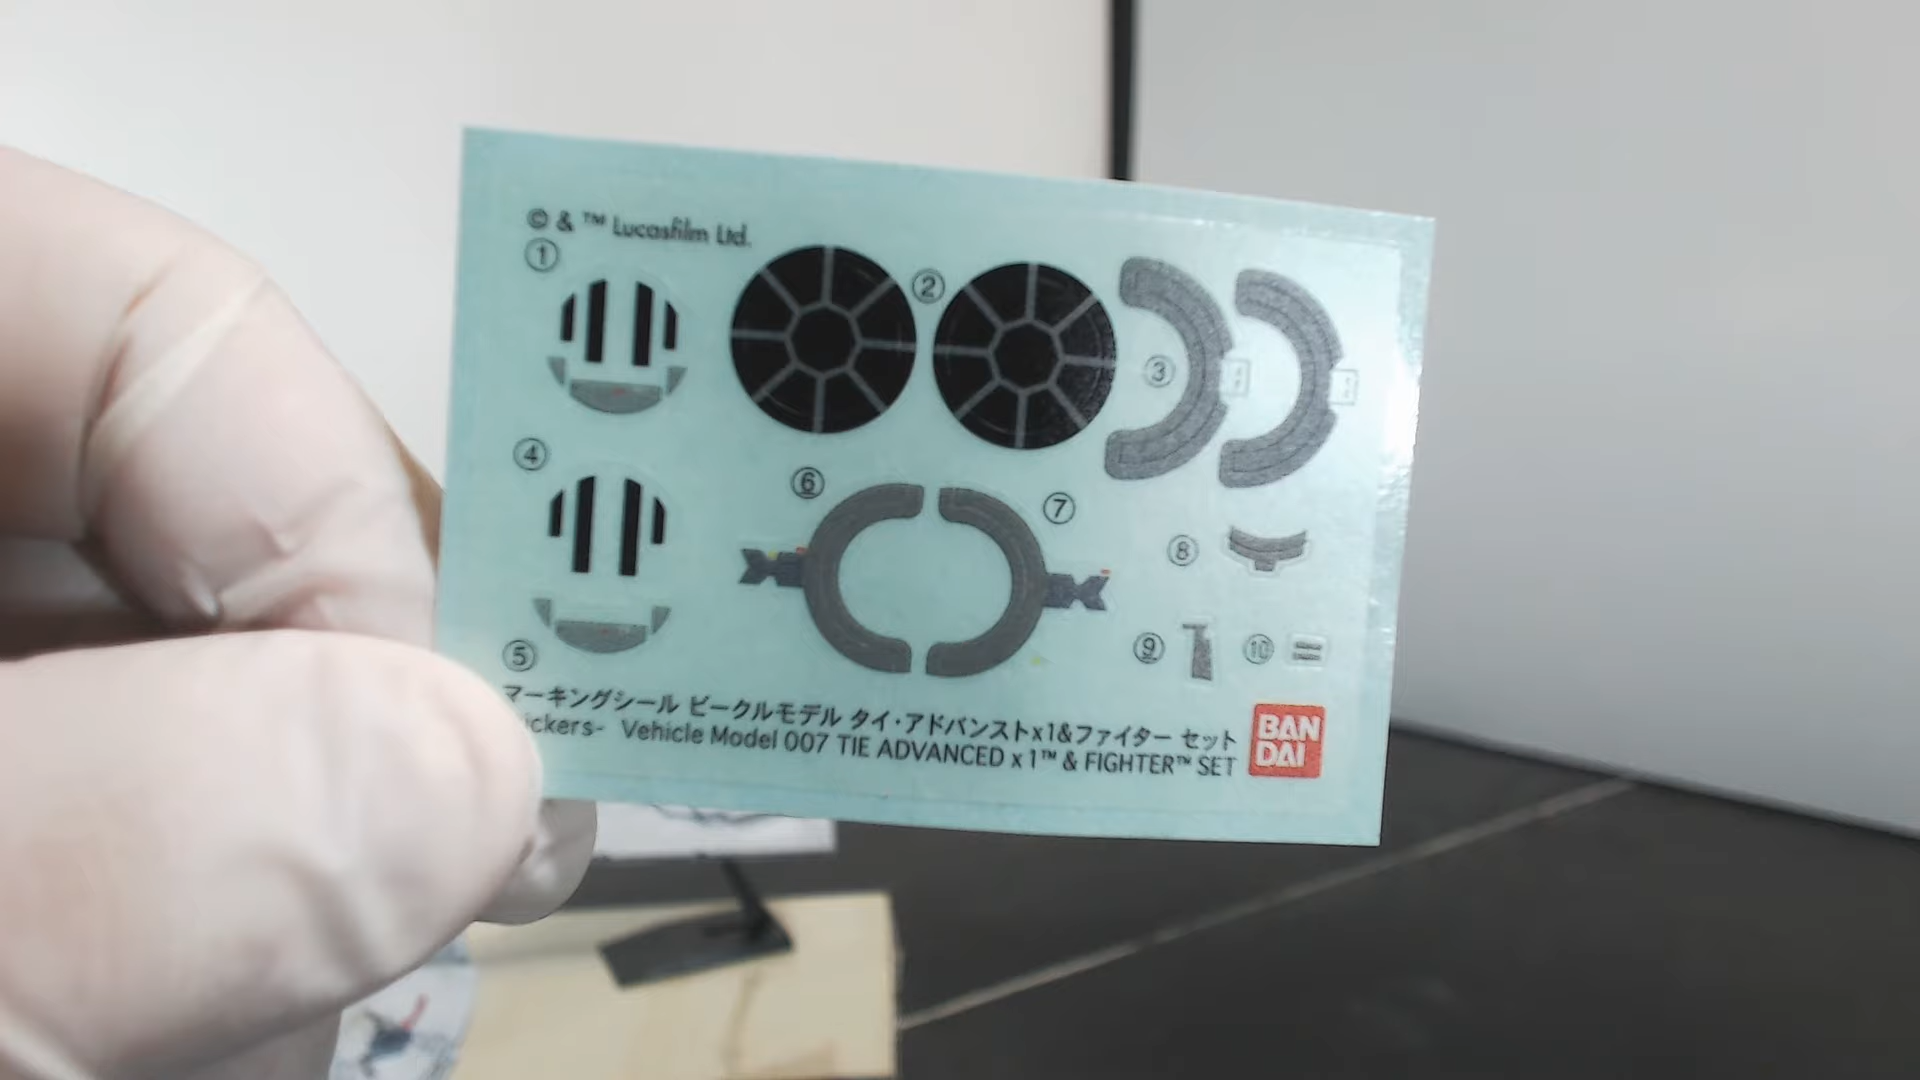 © & ™ Lucasfilm Ltd.
①
②
③
④
⑥
⑦
⑧
⑨
⑩
⑤
マーキングシール ビークルモデル タイ・アドバンストx1&ファイター セット
ickers- Vehicle Model 007 TIE ADVANCED x 1™ & FIGHTER™ SET
BAN
DAI